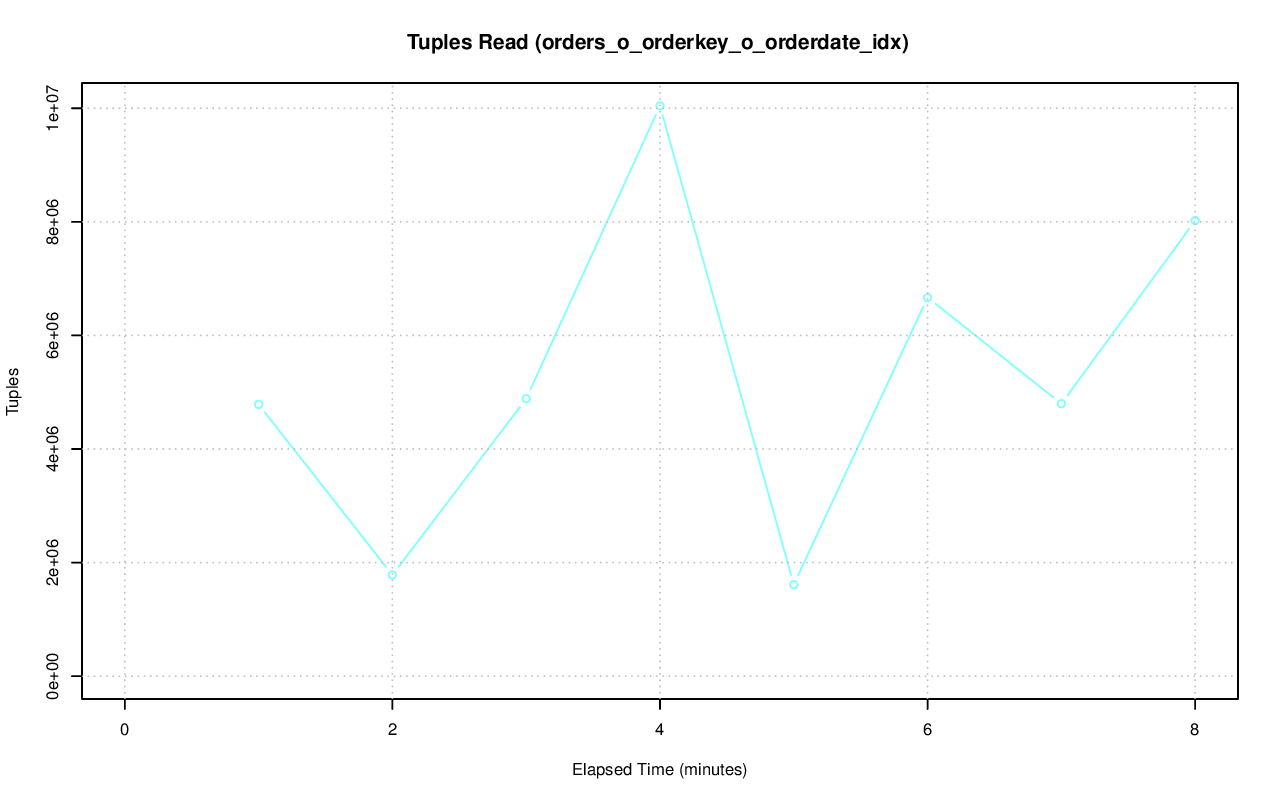 Tuples Read (orders_o_orderkey_o_orderdate_idx)
Tuples
1e+07
8e+06
6e+06
4e+06
2e+06
0e+00
0 2 4 6 8
Elapsed Time (minutes)